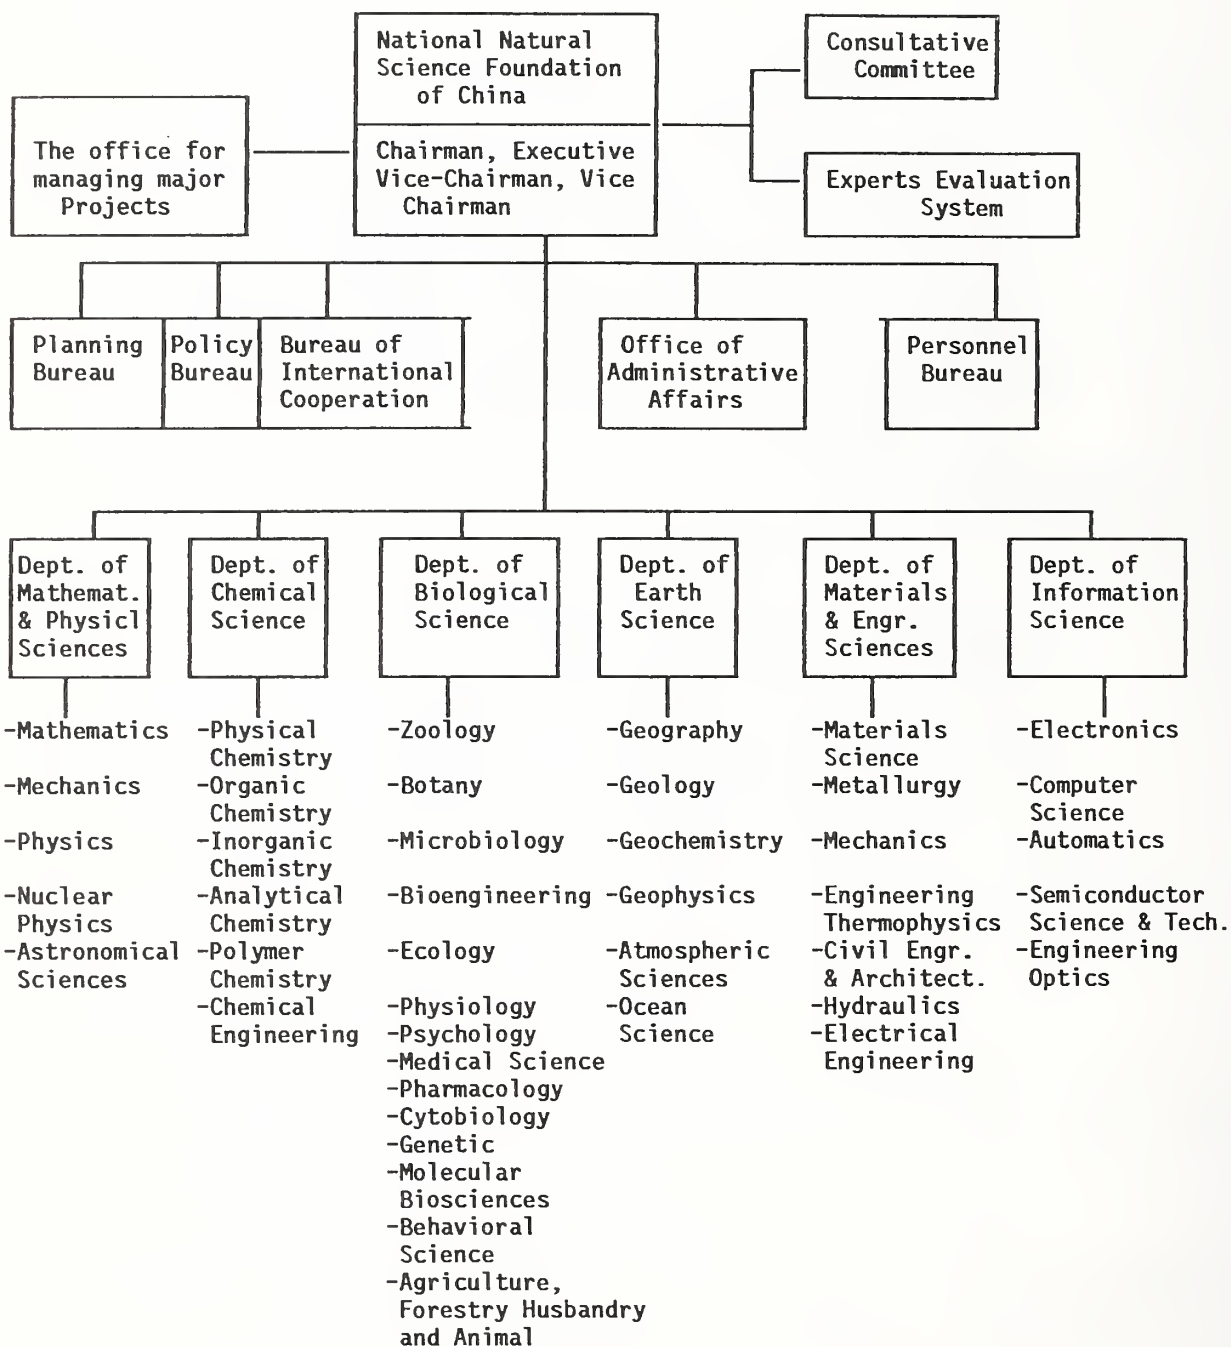 National Natural
Science Foundation
of China
Chairman, Executive
Vice-Chairman, Vice
Chairman
Consultative
Committee
The office for
managing major
Projects
Experts Evaluation
System
Planning
Bureau
Policy
Bureau
Bureau of
International
Cooperation
Office of
Administrative
Affairs
Personnel
Bureau
Dept. of
Mathemat.
& Physicl
Sciences
-Mathematics
-Mechanics
-Physics
-Nuclear
Physics
-Astronomical
Sciences
Dept. of
Chemical
Science
-Physical
Chemistry
-Organic
Chemistry
-Inorganic
Chemistry
-Analytical
Chemistry
-Polymer
Chemistry
-Chemical
Engineering
Dept. of
Biological
Science
-Zoology
-Botany
-Microbiology
-Bioengineering
-Ecology
-Physiology
-Psychology
-Medical Science
-Pharmacology
-Cytobiology
-Genetic
-Molecular
Biosciences
-Behavioral
Science
-Agriculture,
Forestry Husbandry
and Animal
Dept. of
Earth
Science
-Geography
-Geology
-Geochemistry
-Geophysics
-Atmospheric
Sciences
-Ocean
Science
Dept. of
Materials
& Engr.
Sciences
-Materials
Science
-Metallurgy
-Mechanics
-Engineering
Thermophysics
-Civil Engr.
& Architect.
-Hydraulics
-Electrical
Engineering
Dept. of
Information
Science
-Electronics
-Computer
Science
-Automatics
-Semiconductor
Science & Tech.
-Engineering
Optics